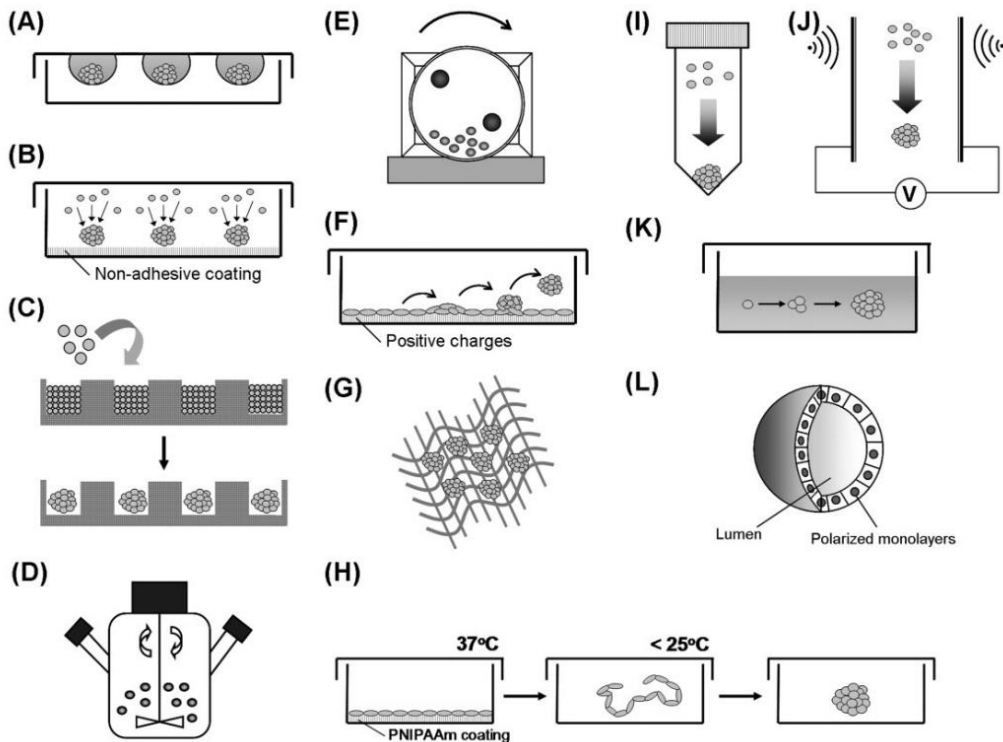 (A)
(B)
Non-adhesive coating
(C)
(D)
(E)
(F)
Positive charges
(G)
(H)
37°C
< 25°C
PNIPAAm coating
(I)
(J)
V
(K)
(L)
Lumen
Polarized monolayers